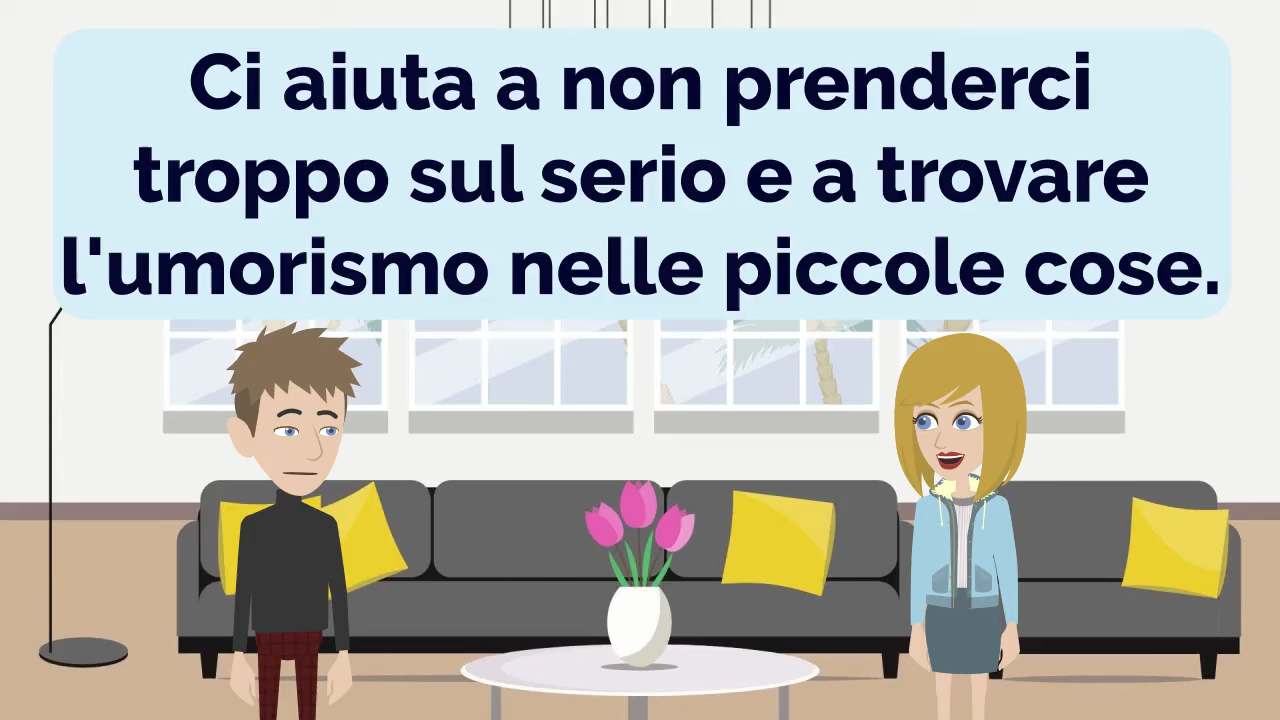 Ci aiuta a non prenderci
troppo sul serio e a trovare
l'umorismo nelle piccole cose.